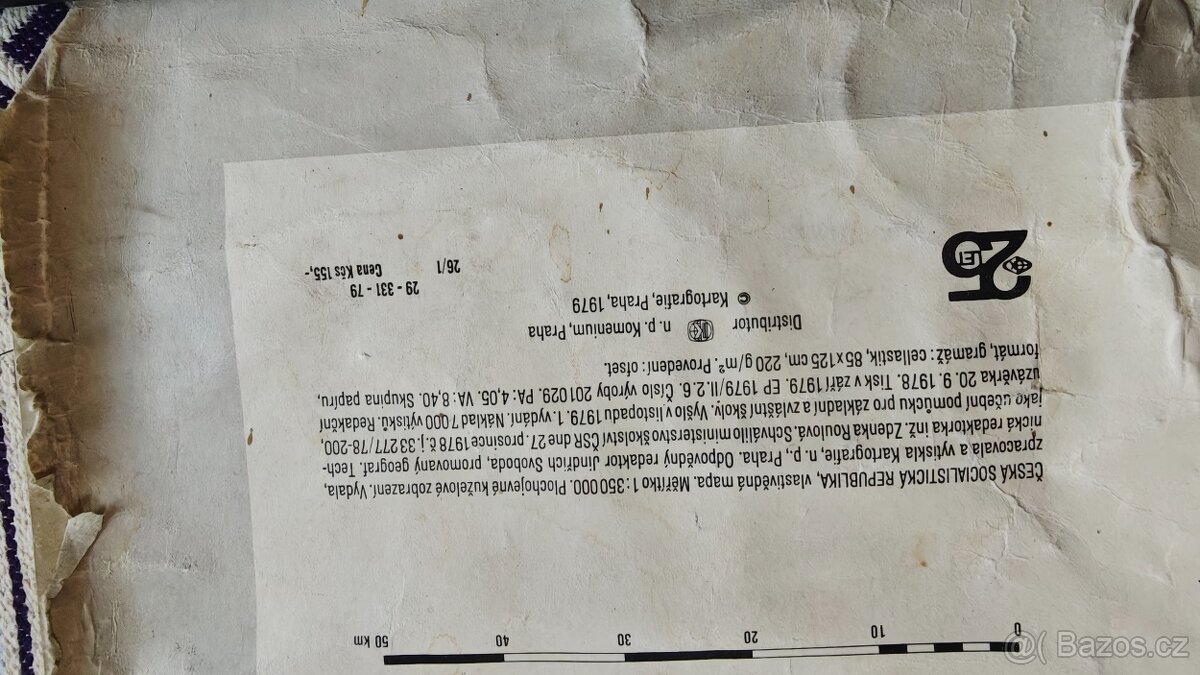 0 10 20 30 40 50 km
ČESKÁ SOCIALISTICKÁ REPUBLIKA, vlastivědná mapa. Měřítko 1 : 350 000. Plochojevné kuželové zobrazení. Vydala,
zpracovala a vytiskla Kartografie, n. p., Praha. Odpovědný redaktor Jindřich Svoboda, promovaný geograf. Tech-
nická redaktorka inž. Zdenka Roulová. Schválilo ministerstvo školství ČSR dne 27. prosince 1978 č. j. 33 277/78-200,
jako učební pomůcku pro základní a zvláštní školy. Vyšlo v listopadu 1979. 1. vydání. Náklad 7 000 výtisků. Redakční
uzávěrka 20. 9. 1978. Tisk v září 1979. EP 1979/II/2.6. Číslo výroby 201029. PA: 4,05. VA: 8,40. Skupina papíru,
formát, gramáž: cellastik, 85 x 125 cm, 220 g/m². Provedení: ofset.
Distributor n. p. Komenium, Praha
© Kartografie, Praha, 1979
29 - 331 - 79
26/1 Cena Kčs 155,-
25 LET
@( Bazos.cz